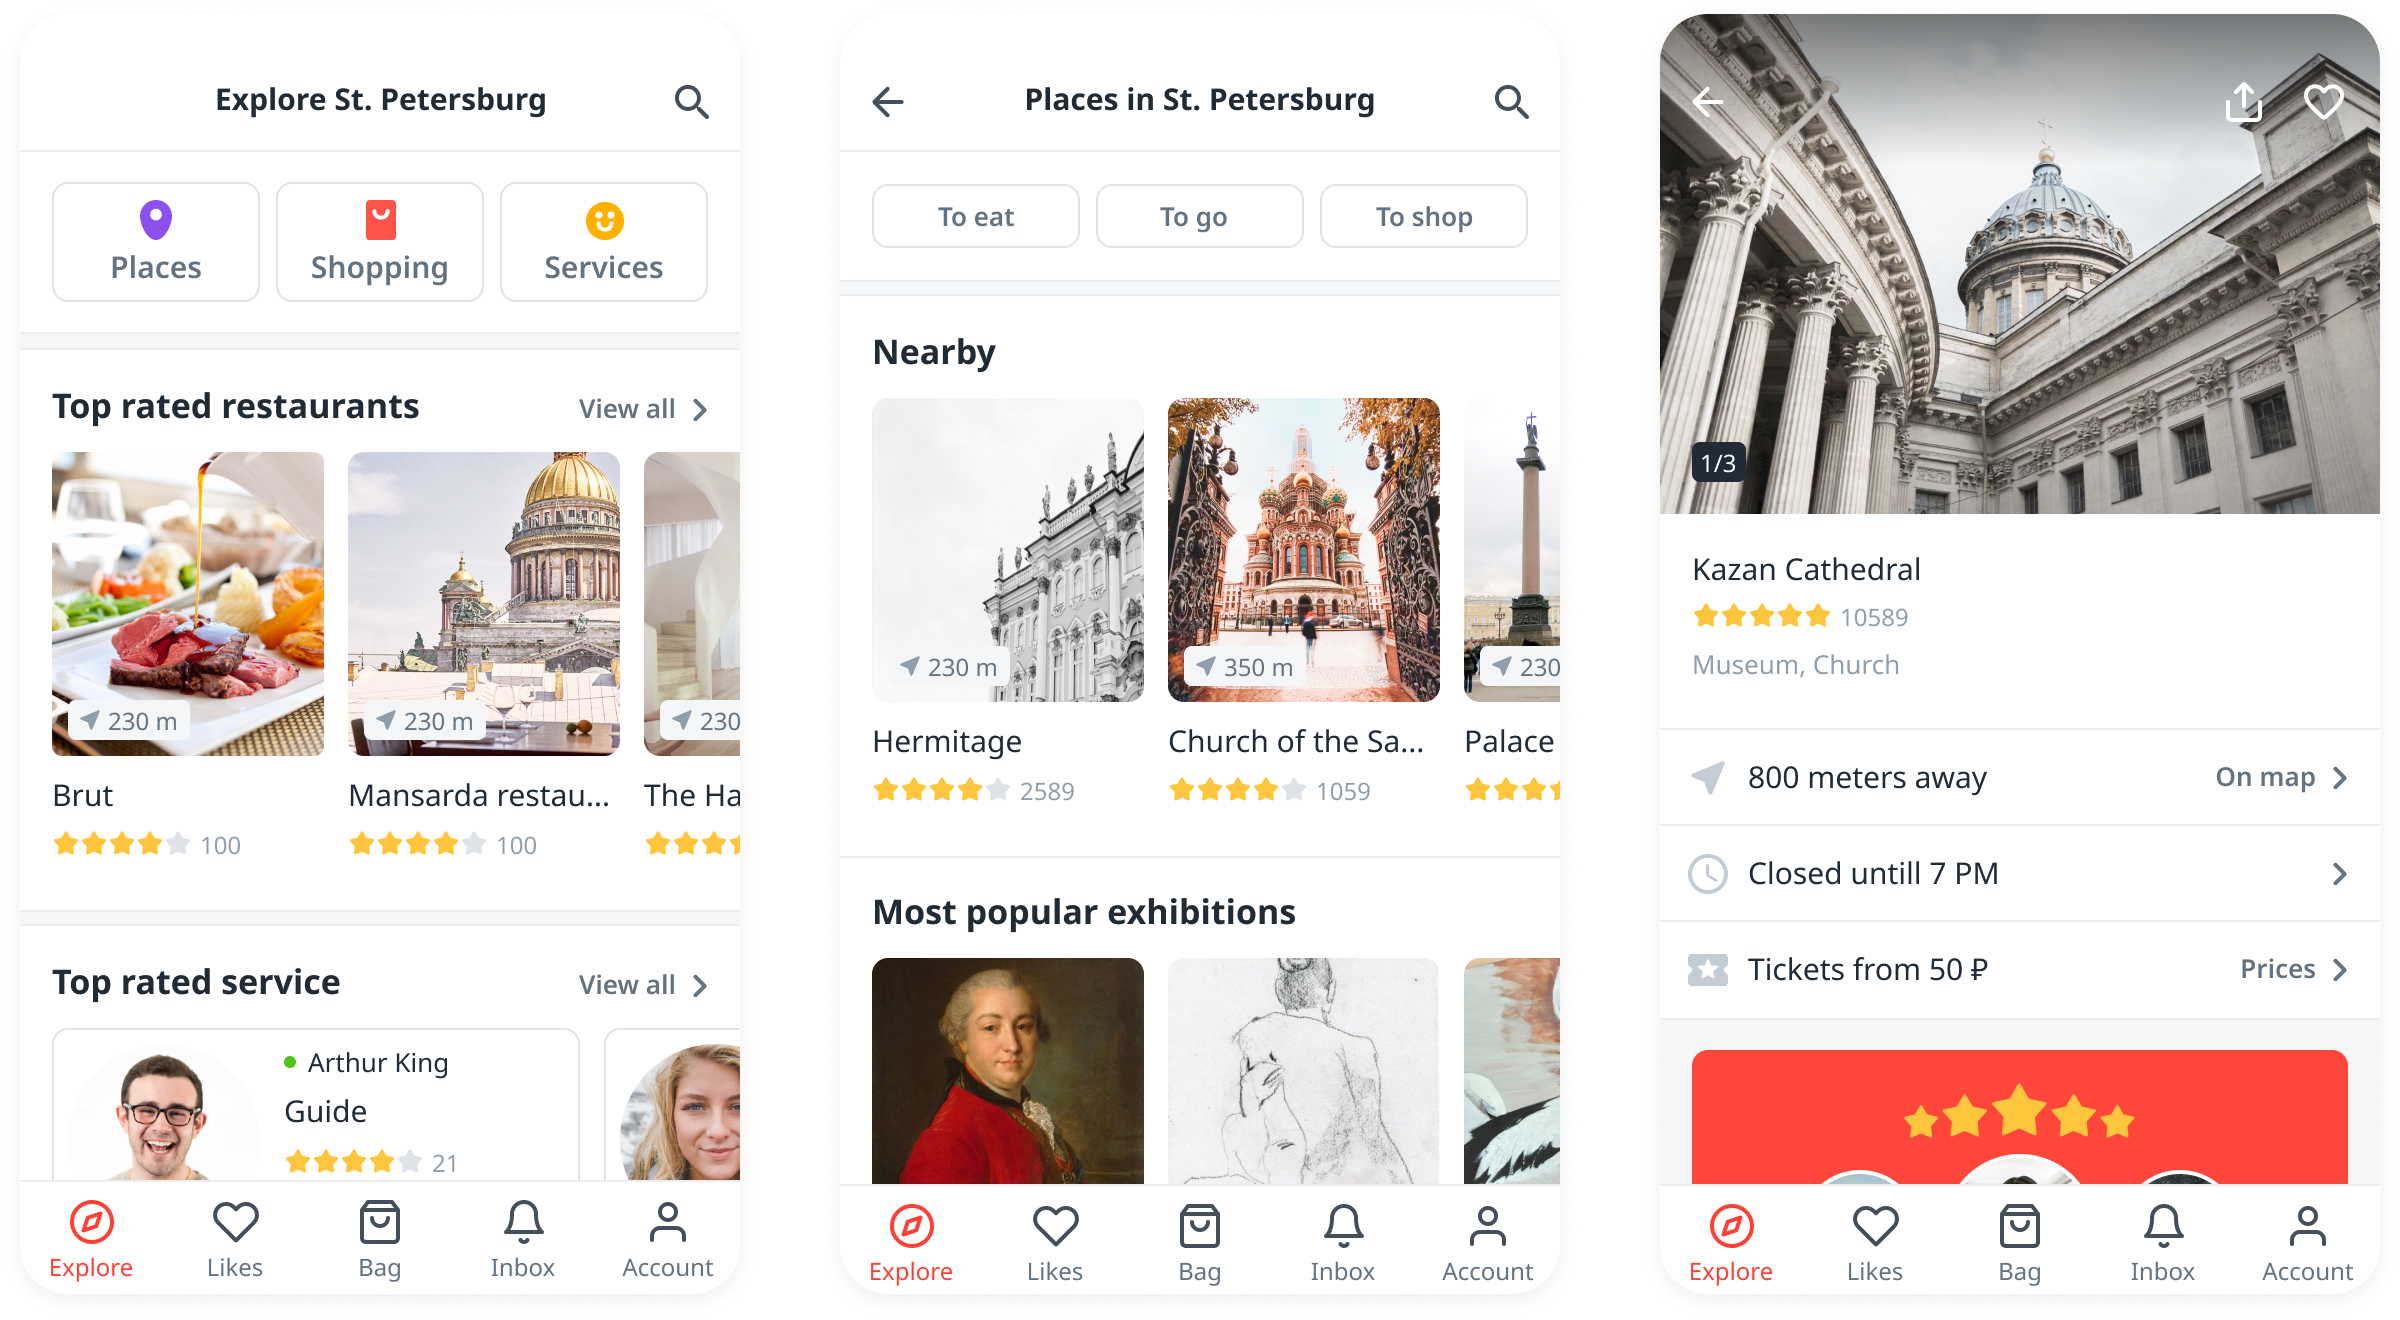 Explore St. Petersburg
Places
Shopping
Services
Top rated restaurants
View all
230 m
230 m
230
Brut
Mansarda restau...
The Ha
100
100
Top rated service
View all
Arthur King
Guide
21
Explore
Likes
Bag
Inbox
Account
Places in St. Petersburg
To eat
To go
To shop
Nearby
230 m
350 m
230
Hermitage
Church of the Sa...
Palace
2589
1059
Most popular exhibitions
Explore
Likes
Bag
Inbox
Account
1/3
Kazan Cathedral
10589
Museum, Church
800 meters away
On map
Closed untill 7 PM
Tickets from 50 ₽
Prices
Explore
Likes
Bag
Inbox
Account